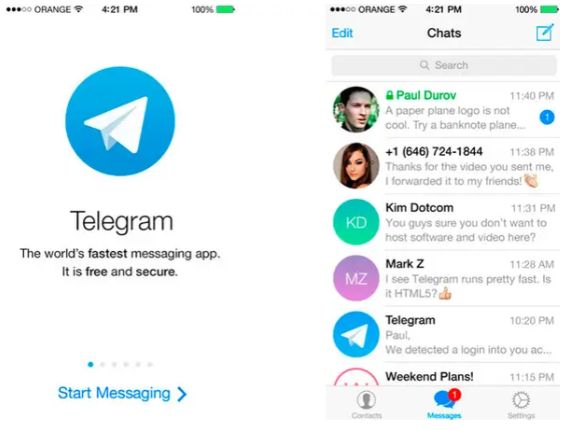 ORANGE 4:21 PM 100%
Telegram
The world's fastest messaging app.
It is free and secure.
Start Messaging
ORANGE 4:21 PM 100%
Edit Chats
Search
Paul Durov 11:40 PM
A paper plane logo is not
cool. Try a banknote plane...
1
+1 (646) 724-1844 11:38 PM
Thanks for the video you sent me,
I forwarded it to my friends!👏
KD
Kim Dotcom 11:31 PM
You guys sure you don't want to
host software and video here?
MZ
Mark Z 11:28 AM
I see Telegram runs pretty fast. Is
it HTML5?👍
Telegram 10:20 PM
Paul,
We detected a login into you ac...
Weekend Plans! 11:15 PM
1
Contacts Messages Settings